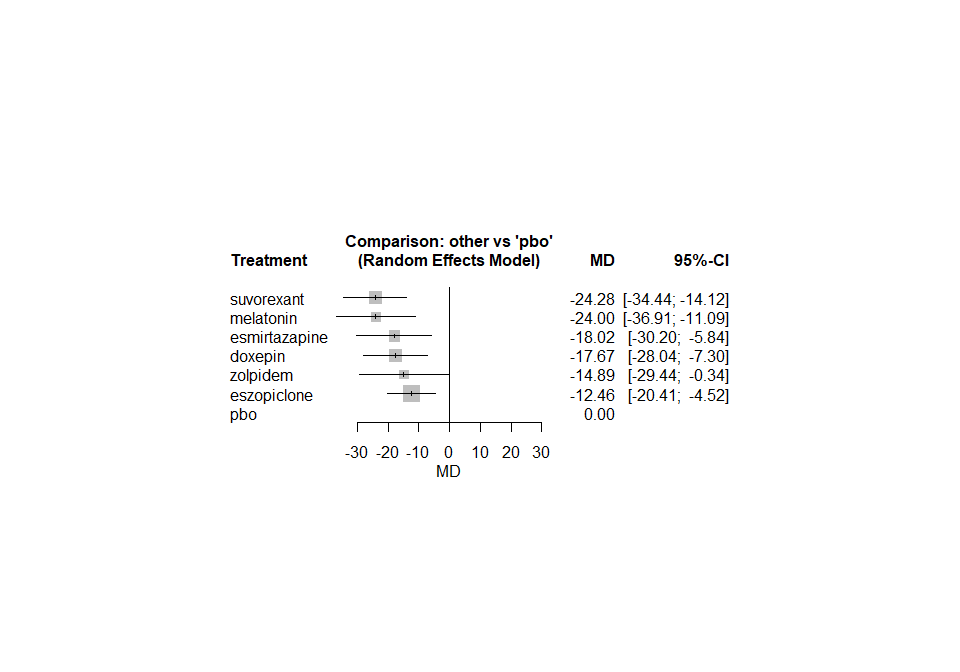 Comparison: other vs 'pbo'
Treatment (Random Effects Model) MD 95%-CI
suvorexant -24.28 [-34.44; -14.12]
melatonin -24.00 [-36.91; -11.09]
esmirtazapine -18.02 [-30.20; -5.84]
doxepin -17.67 [-28.04; -7.30]
zolpidem -14.89 [-29.44; -0.34]
eszopiclone -12.46 [-20.41; -4.52]
pbo 0.00
-30 -20 -10 0 10 20 30
MD